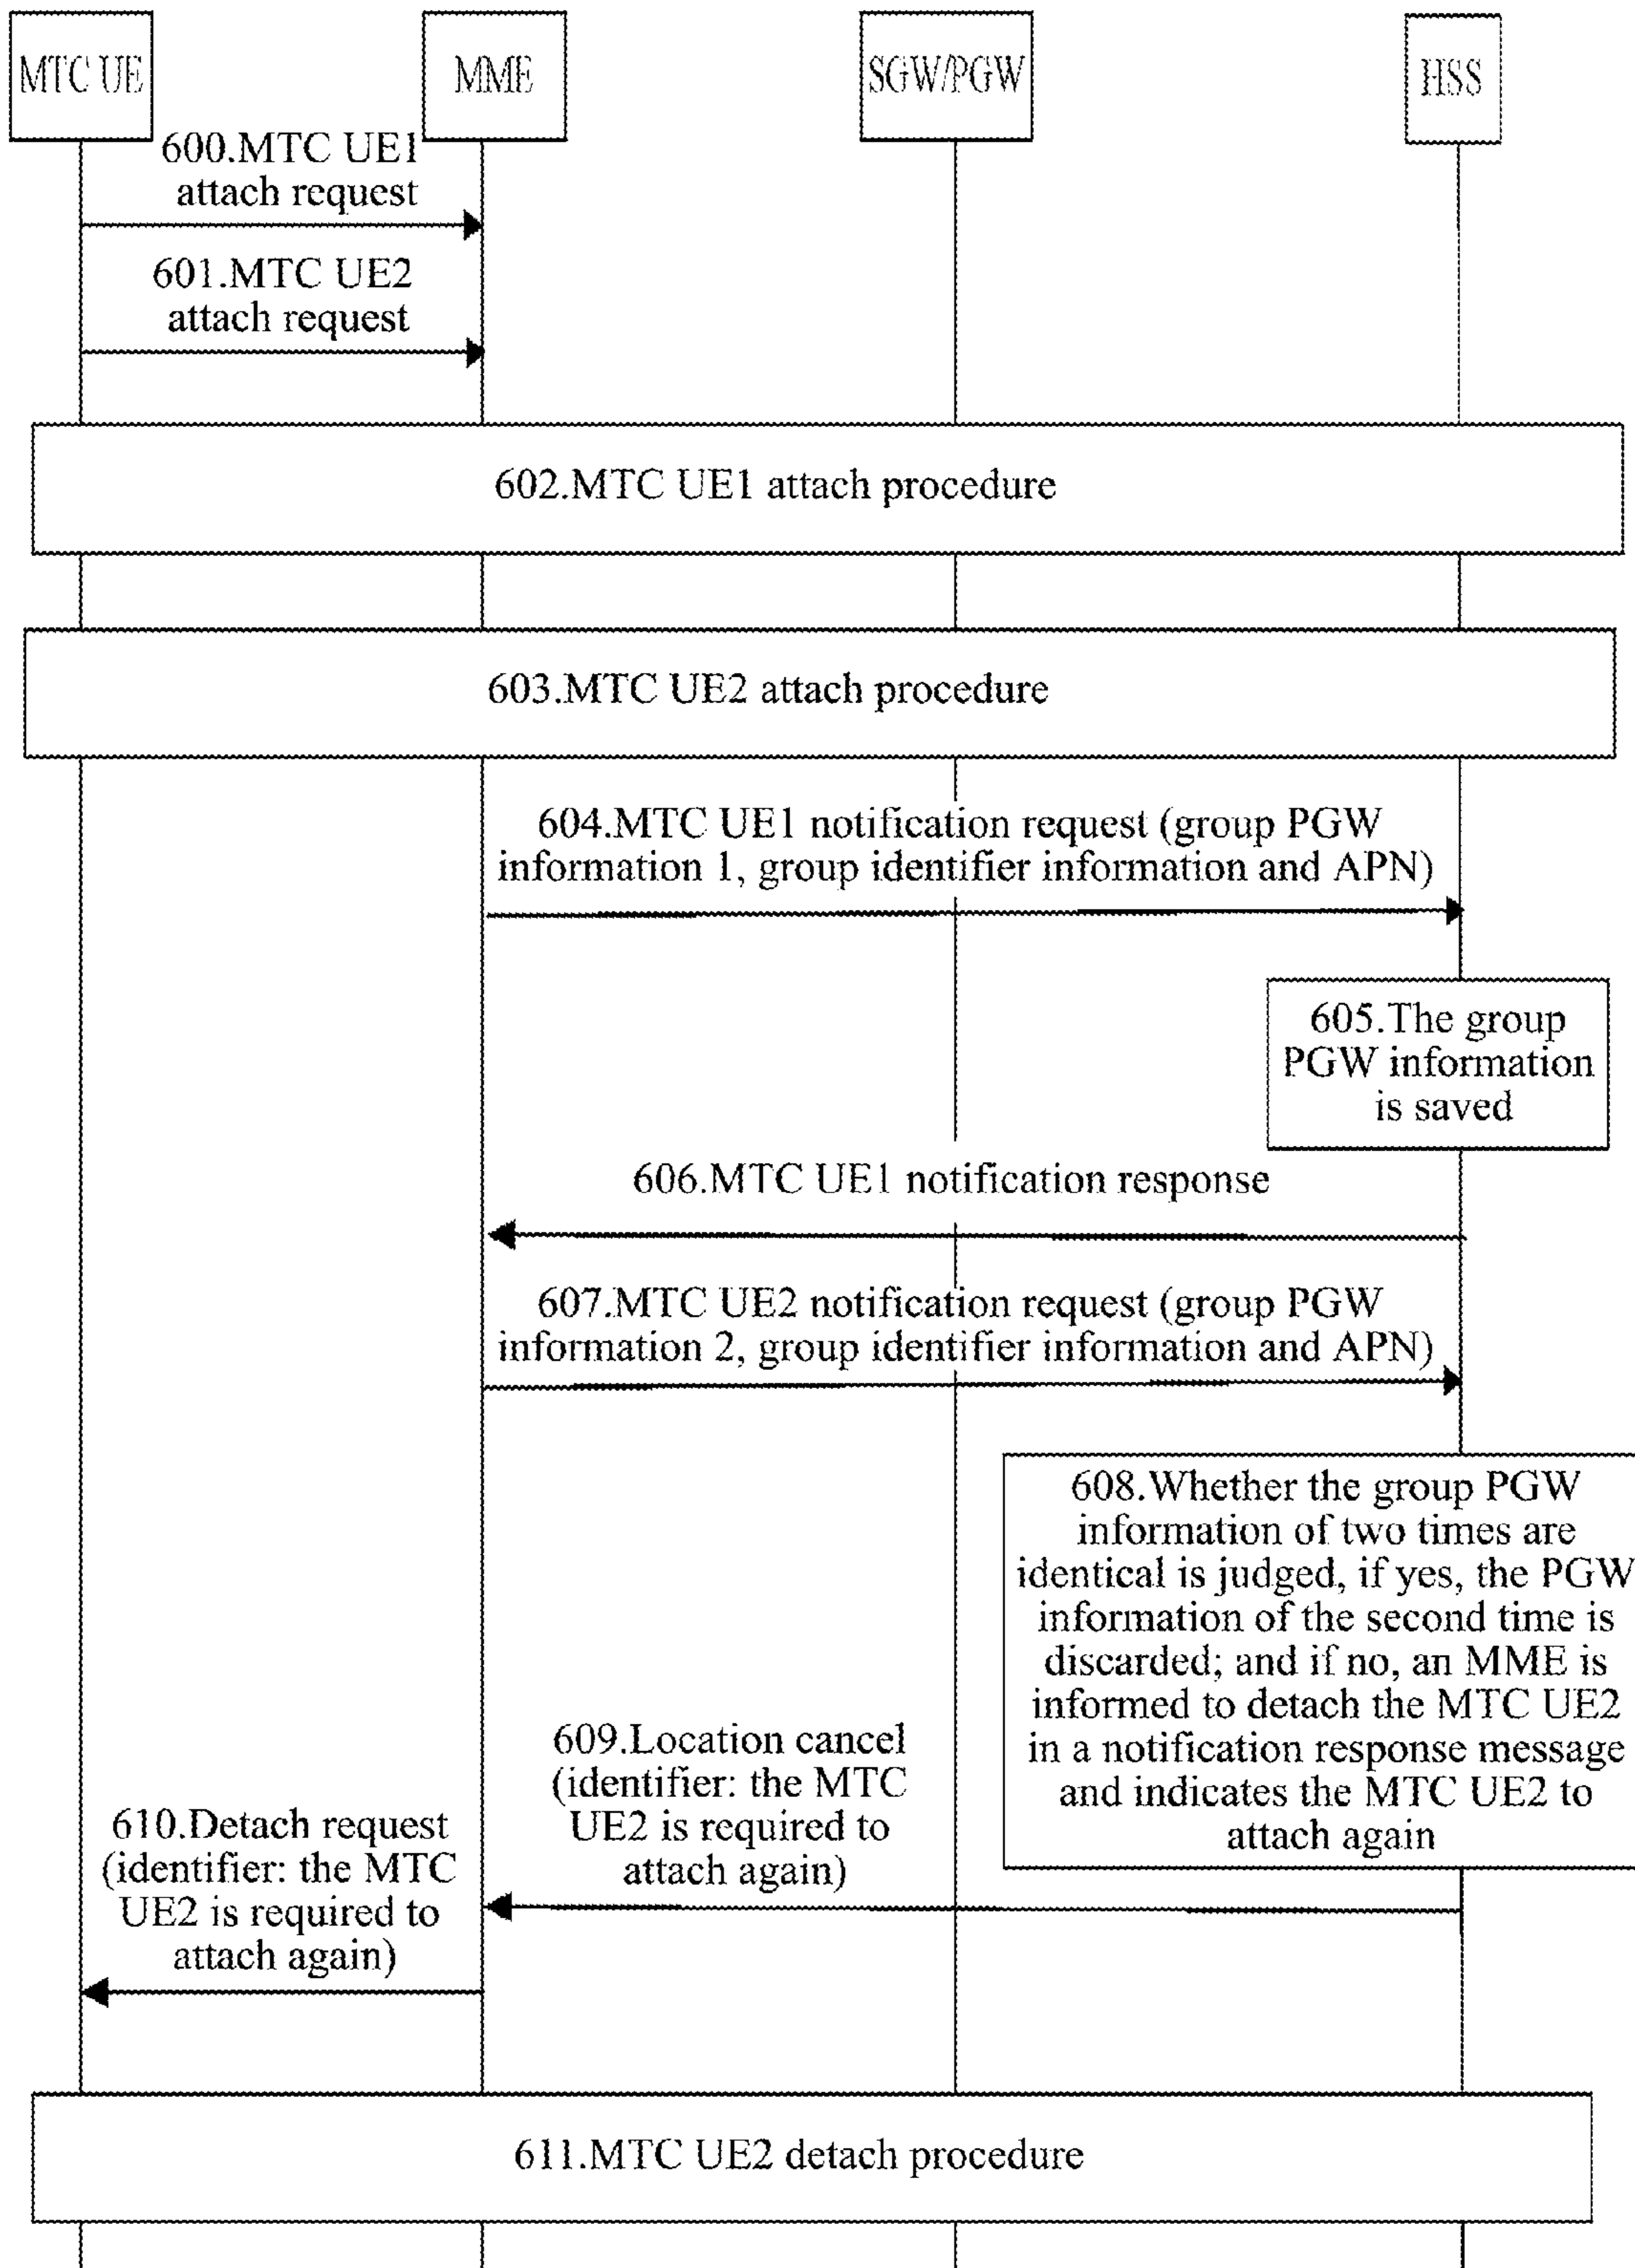 MTC UE
MME
SGW/PGW
HSS
600.MTC UE1
attach request
601.MTC UE2
attach request
602.MTC UE1 attach procedure
603.MTC UE2 attach procedure
604.MTC UE1 notification request (group PGW
information 1, group identifier information and APN)
605.The group
PGW information
is saved
606.MTC UE1 notification response
607.MTC UE2 notification request (group PGW
information 2, group identifier information and APN)
608.Whether the group PGW
information of two times are
identical is judged, if yes, the PGW
information of the second time is
discarded; and if no, an MME is
informed to detach the MTC UE2
in a notification response message
and indicates the MTC UE2 to
attach again
609.Location cancel
(identifier: the MTC
UE2 is required to
attach again)
610.Detach request
(identifier: the MTC
UE2 is required to
attach again)
611.MTC UE2 detach procedure